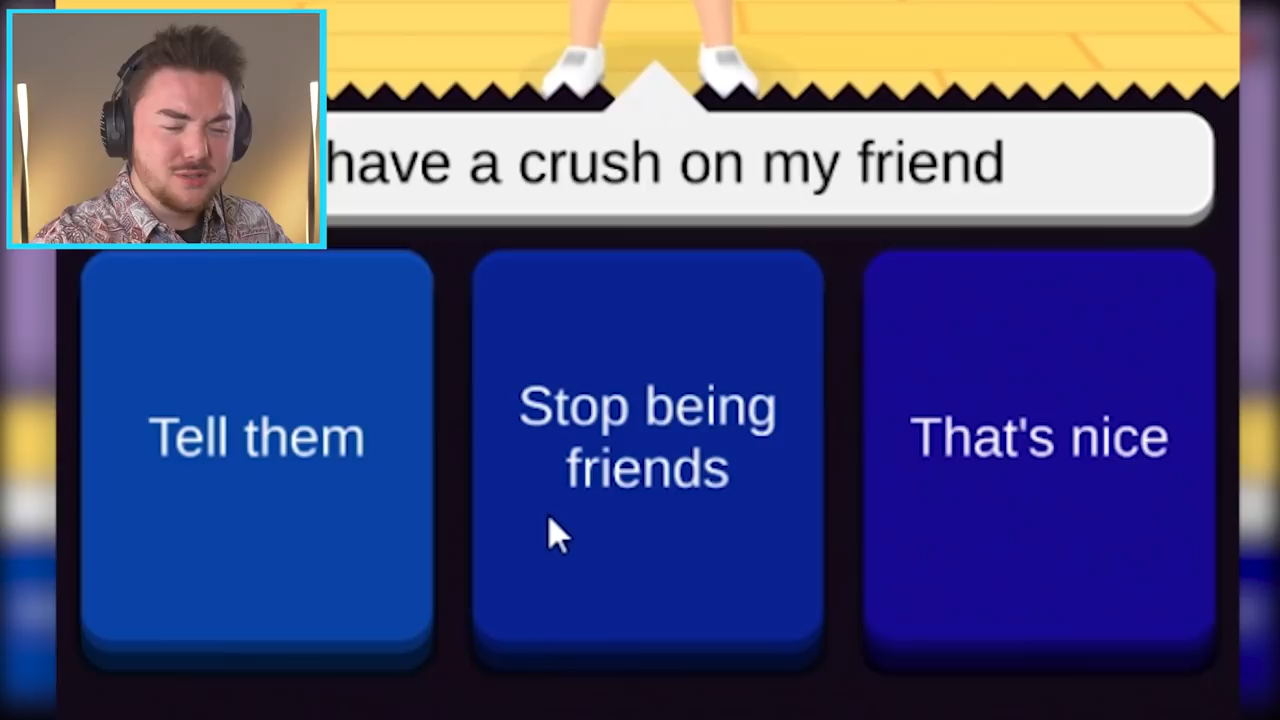 have a crush on my friend
Tell them
Stop being
friends
That's nice